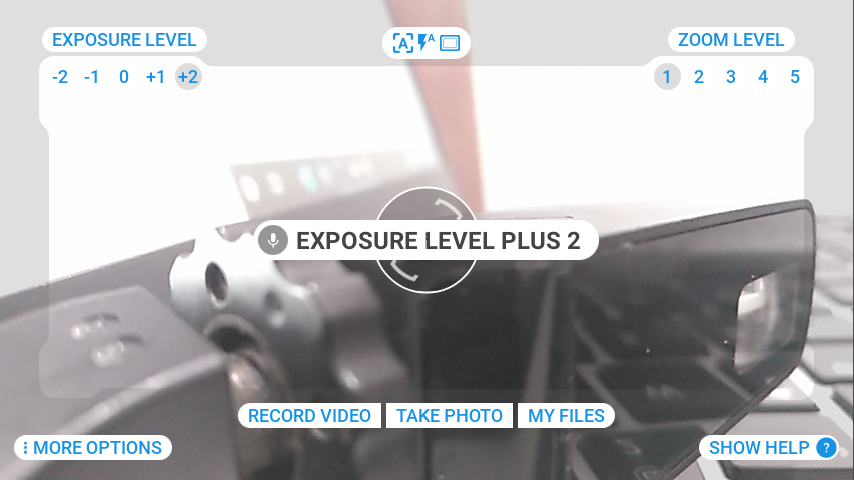 EXPOSURE LEVEL
ZOOM LEVEL
-2 -1 0 +1 +2
1 2 3 4 5
EXPOSURE LEVEL PLUS 2
RECORD VIDEO TAKE PHOTO MY FILES
MORE OPTIONS
SHOW HELP ?